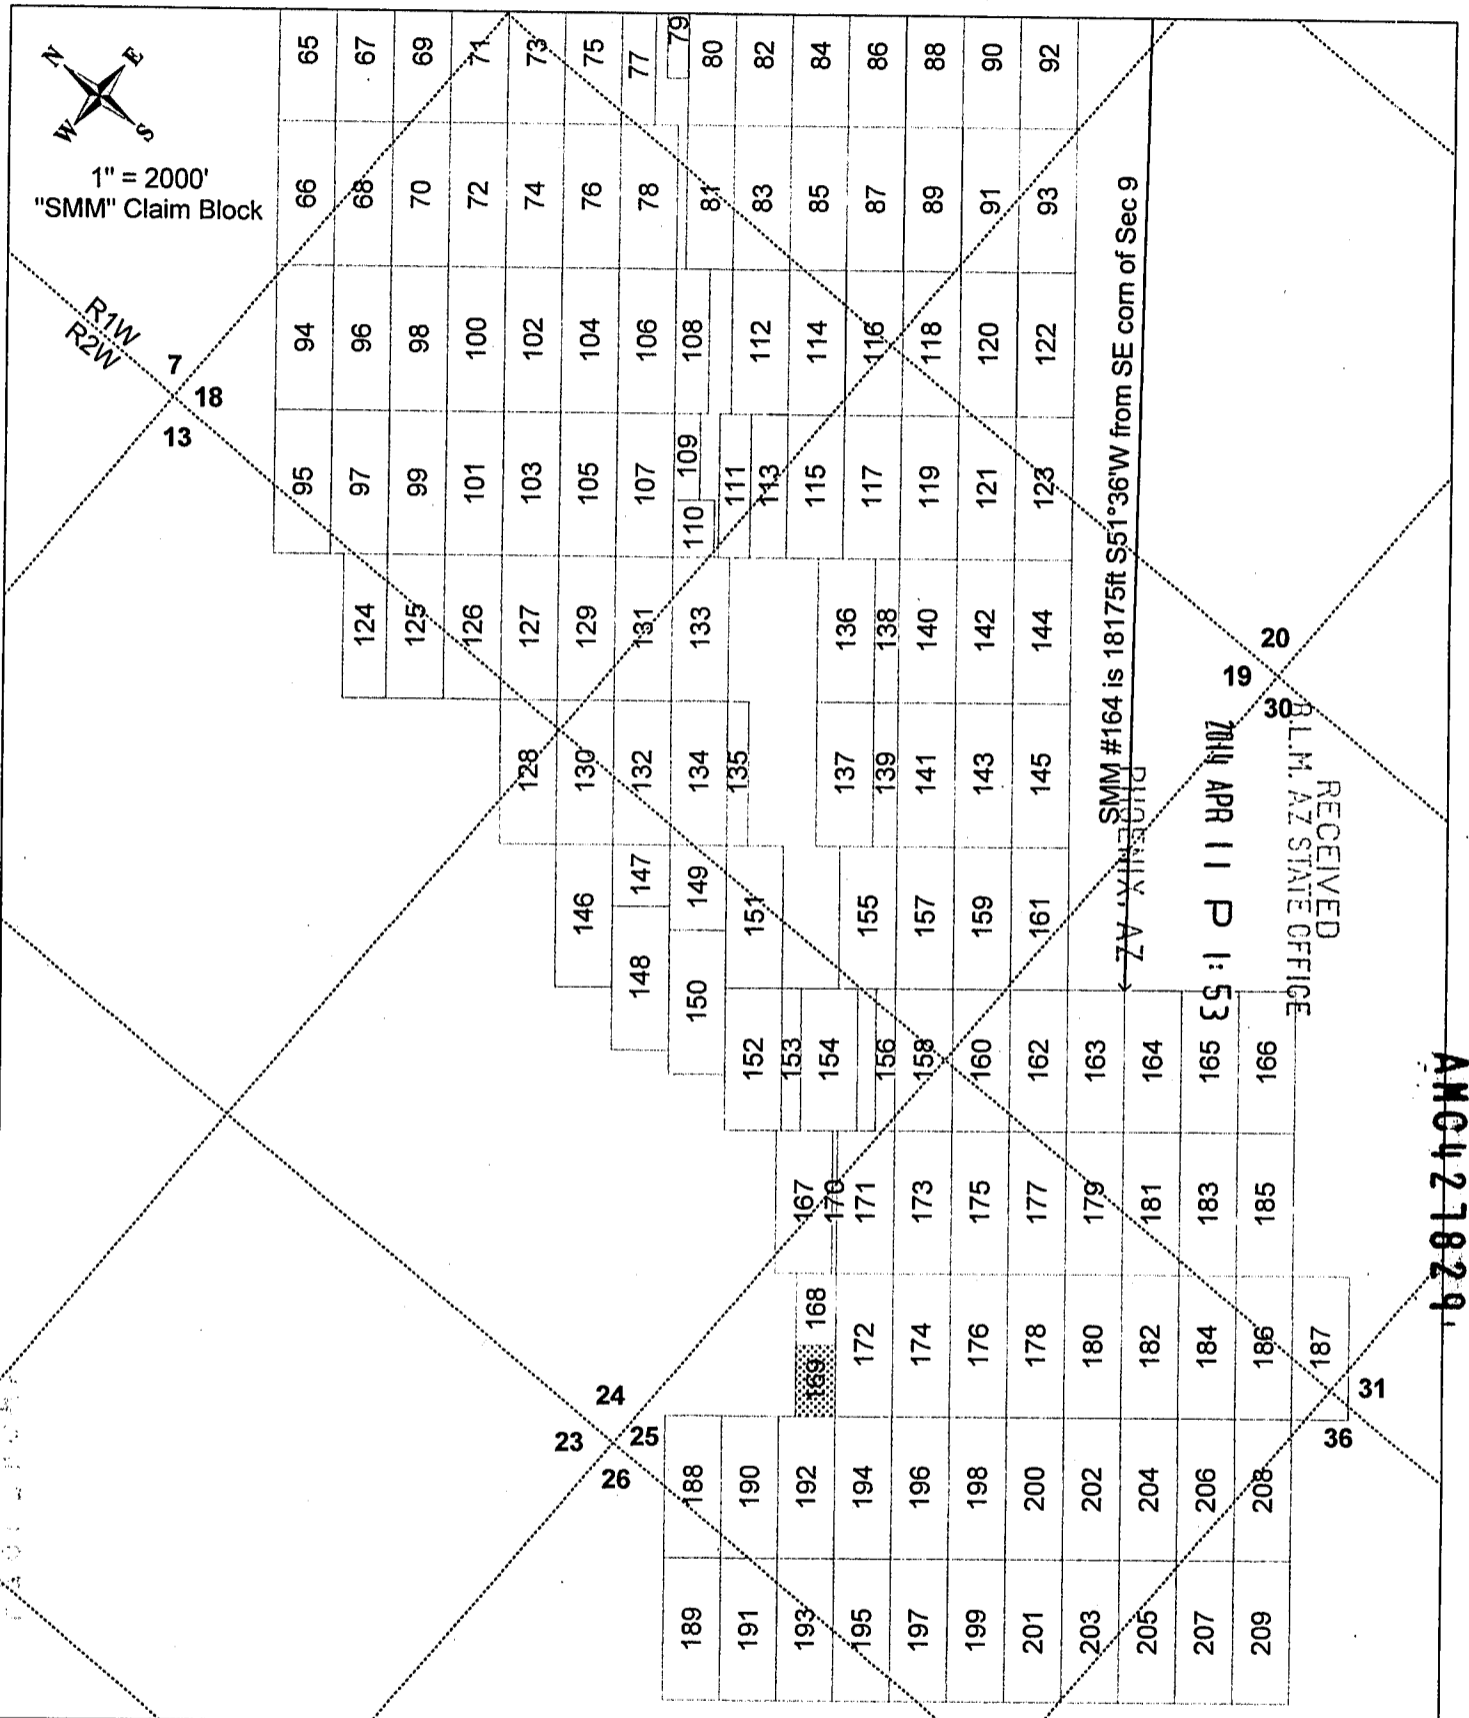 N E
W S
1" = 2000'
"SMM" Claim Block
65 67 69 71 73 75 77 79 80 82 84 86 88 90 92
66 68 70 72 74 76 78 81 83 85 87 89 91 93
R1W
R2W
7
18
13
94 96 98 100 102 104 106 108 112 114 116 118 120 122
95 97 99 101 103 105 107 109 110 111 113 115 117 119 121 123
124 125 126 127 129 131 133 136 138 140 142 144
128 130 132 134 135 137 139 141 143 145
146 147 149 151 155 157 159 161
148 150
152 153 154 156 158 160 162 163 164 165 166
167 170 171 173 175 177 179 181 183 185
168 172 174 176 178 180 182 184 186 187
169
188 190 192 194 196 198 200 202 204 206 208
189 191 193 195 197 199 201 203 205 207 209
SMM #164 is 18175ft S51°36'W from SE corn of Sec 9
20
19
30
24
23 25
26
31
36
RECEIVED
B.L.M. AZ STATE OFFICE
2014 APR 11 P 1:53
PHOENIX, AZ
AMC427829